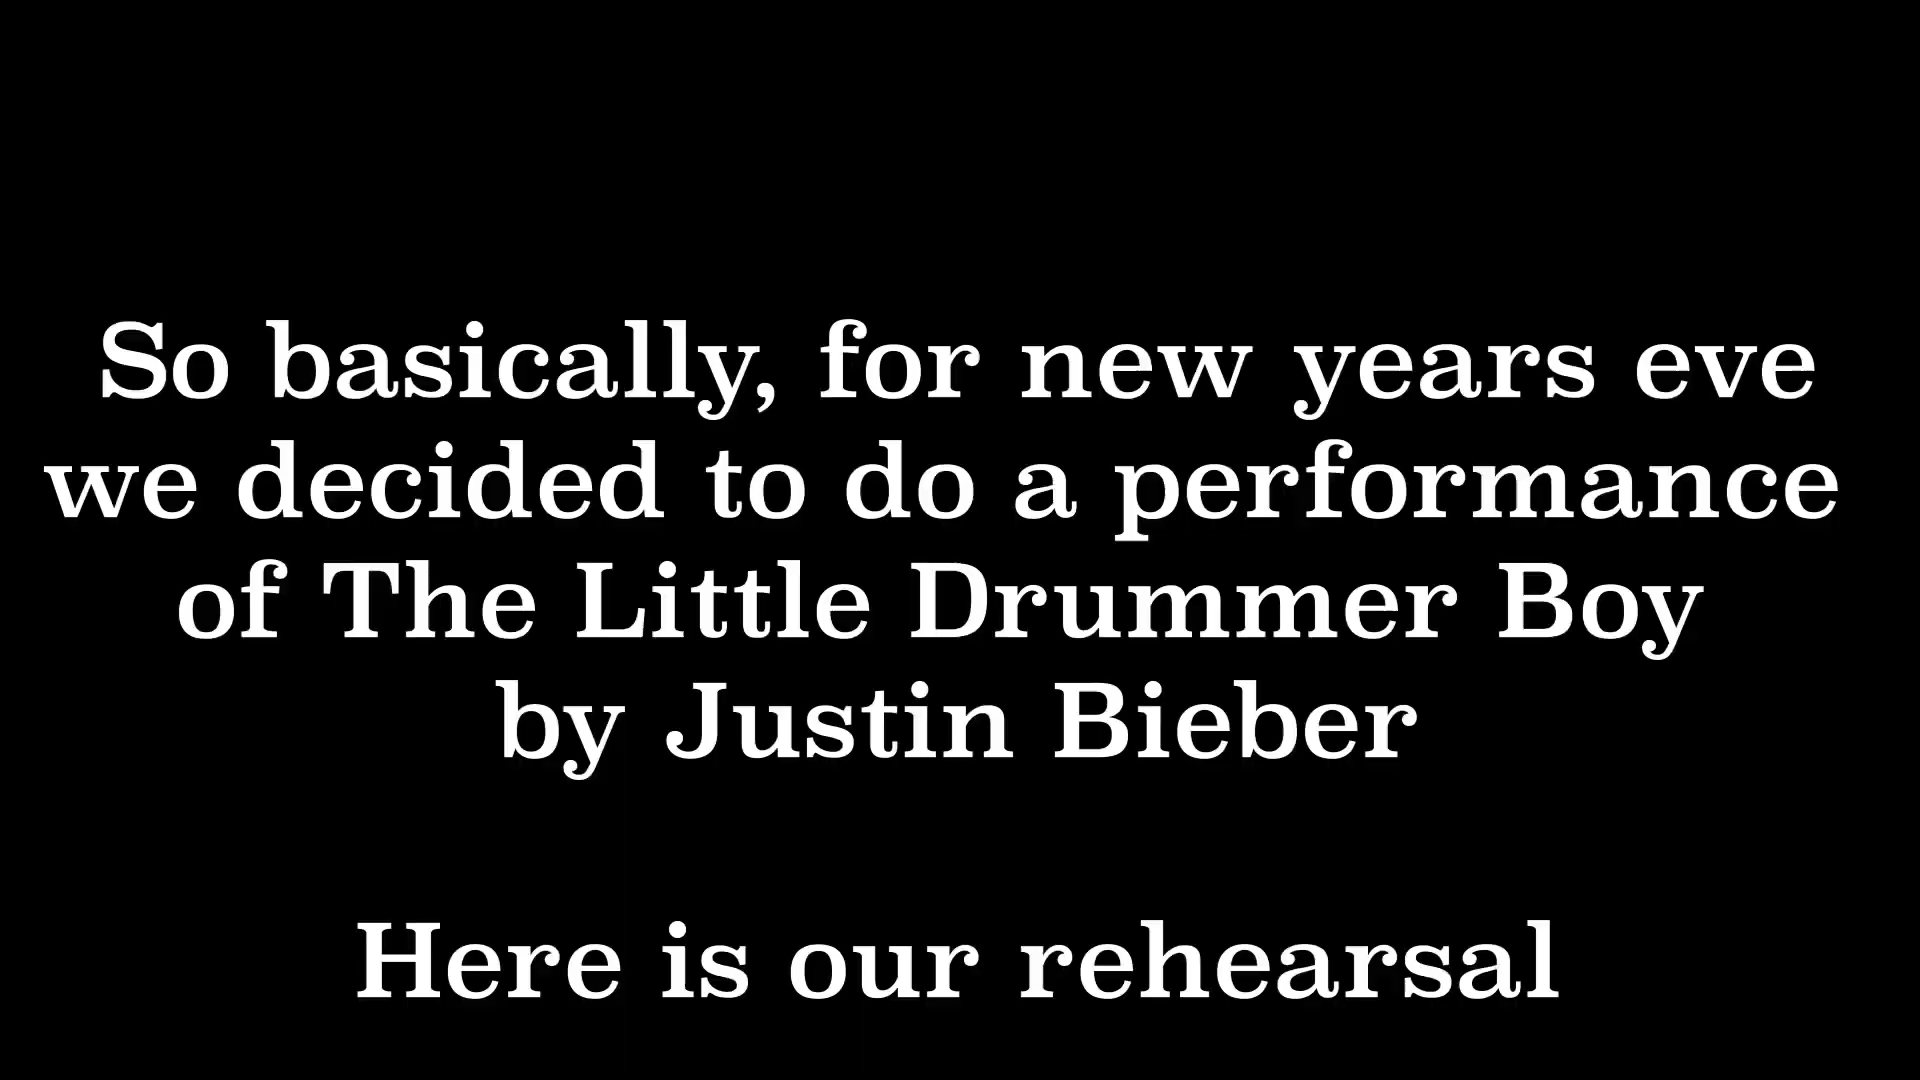 So basically, for new years eve
we decided to do a performance
of The Little Drummer Boy
by Justin Bieber
Here is our rehearsal